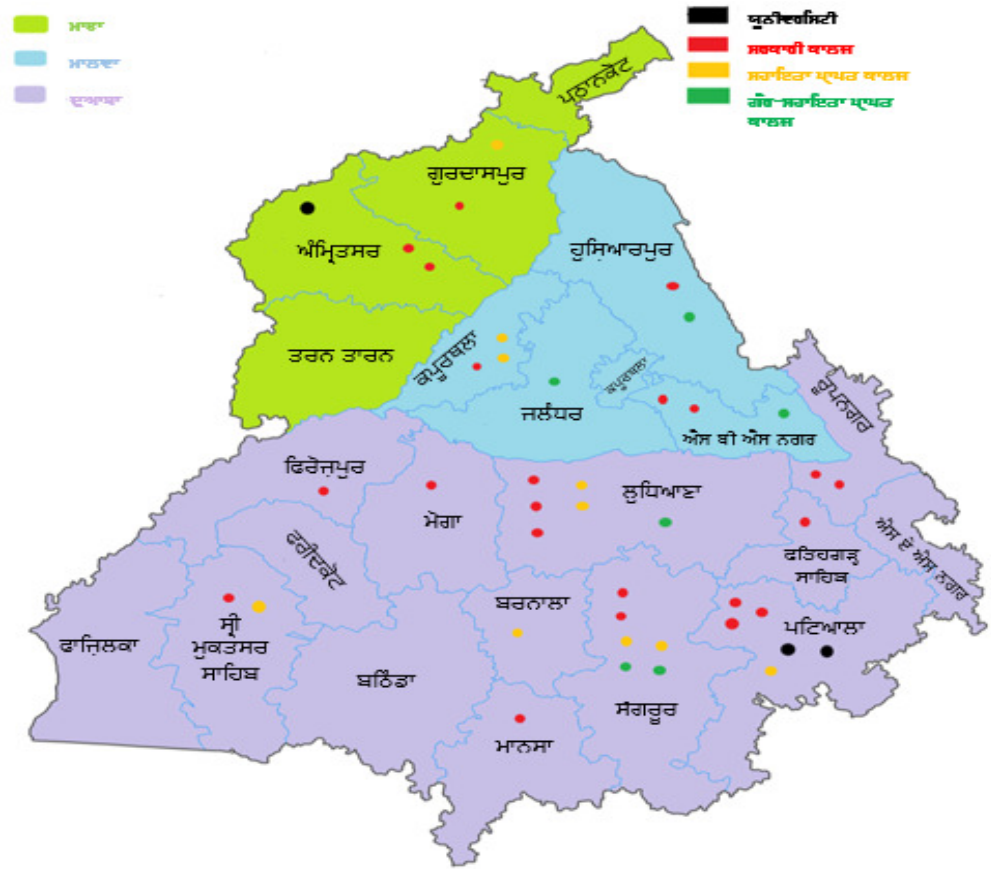 ਮਾਝਾ
ਮਾਲਵਾ
ਦੁਆਬਾ
ਯੂਨੀਵਰਸਿਟੀ
ਸਰਕਾਰੀ ਕਾਲਜ
ਸਹਾਇਤਾ ਪ੍ਰਾਪਤ ਕਾਲਜ
ਗੈਰ-ਸਹਾਇਤਾ ਪ੍ਰਾਪਤ
ਕਾਲਜ
ਪਠਾਨਕੋਟ
ਗੁਰਦਾਸਪੁਰ
ਅੰਮ੍ਰਿਤਸਰ
ਹੁਸ਼ਿਆਰਪੁਰ
ਤਰਨ ਤਾਰਨ
ਕਪੂਰਥਲਾ
ਕਪੂਰਥਲਾ
ਜਲੰਧਰ
ਐਸ ਬੀ ਐਸ ਨਗਰ
ਰੂਪਨਗਰ
ਫਿਰੋਜ਼ਪੁਰ
ਮੋਗਾ
ਲੁਧਿਆਣਾ
ਫਰੀਦਕੋਟ
ਫਤਿਹਗੜ੍ਹ
ਸਾਹਿਬ
ਐਸ ਏ ਐਸ ਨਗਰ
ਫਾਜ਼ਿਲਕਾ
ਸ੍ਰੀ
ਮੁਕਤਸਰ
ਸਾਹਿਬ
ਬਠਿੰਡਾ
ਬਰਨਾਲਾ
ਪਟਿਆਲਾ
ਸੰਗਰੂਰ
ਮਾਨਸਾ